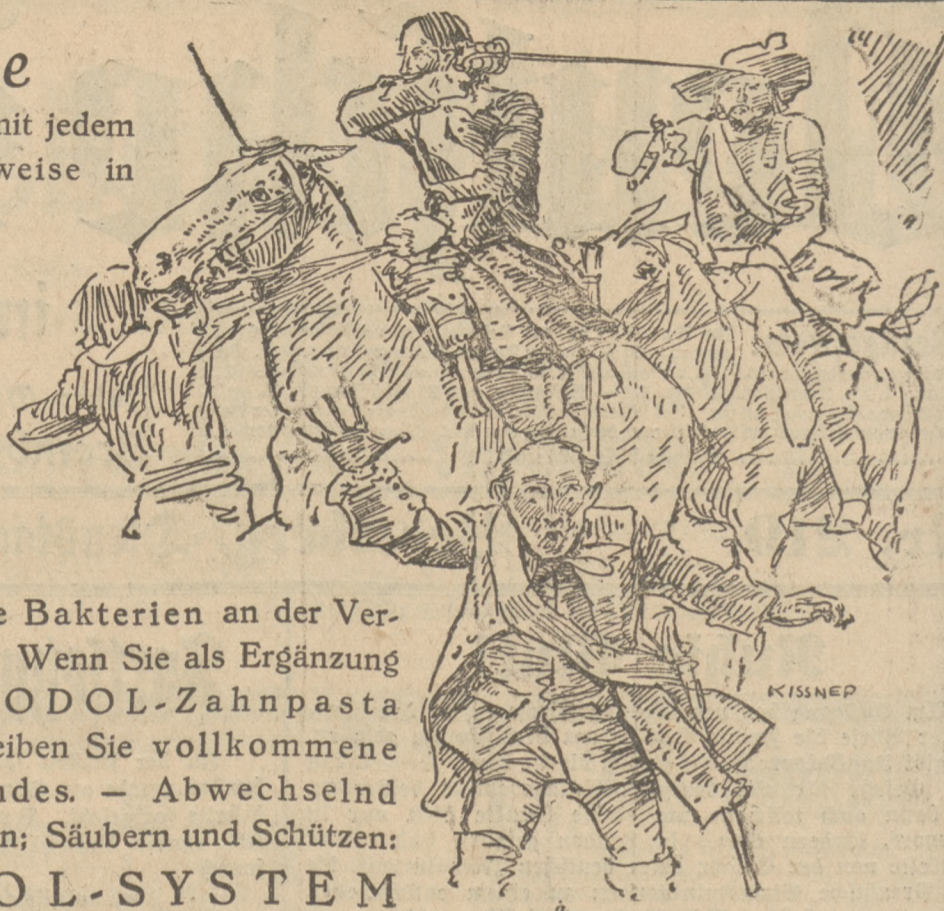 e
mit jedem
weise in
e Bakterien an der Ver-
Wenn Sie als Ergänzung
ODOL-Zahnpasta
eiben Sie vollkommene
ndes. — Abwechselnd
n; Säubern und Schützen:
OL-SYSTEM
KISSNER